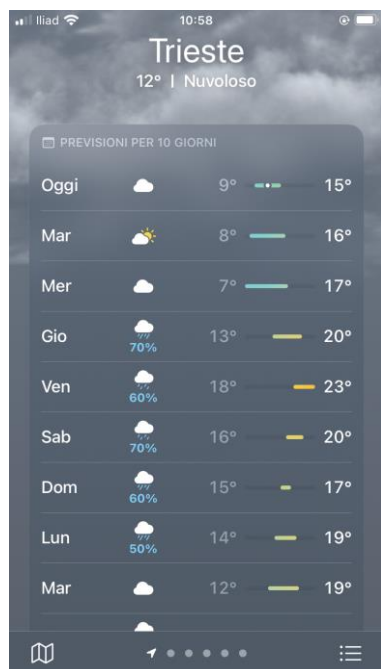 Iliad 10:58
Trieste
12° | Nuvoloso
PREVISIONI PER 10 GIORNI
Oggi 9° 15°
Mar 8° 16°
Mer 7° 17°
Gio 70% 13° 20°
Ven 60% 18° 23°
Sab 70% 16° 20°
Dom 60% 15° 17°
Lun 50% 14° 19°
Mar 12° 19°